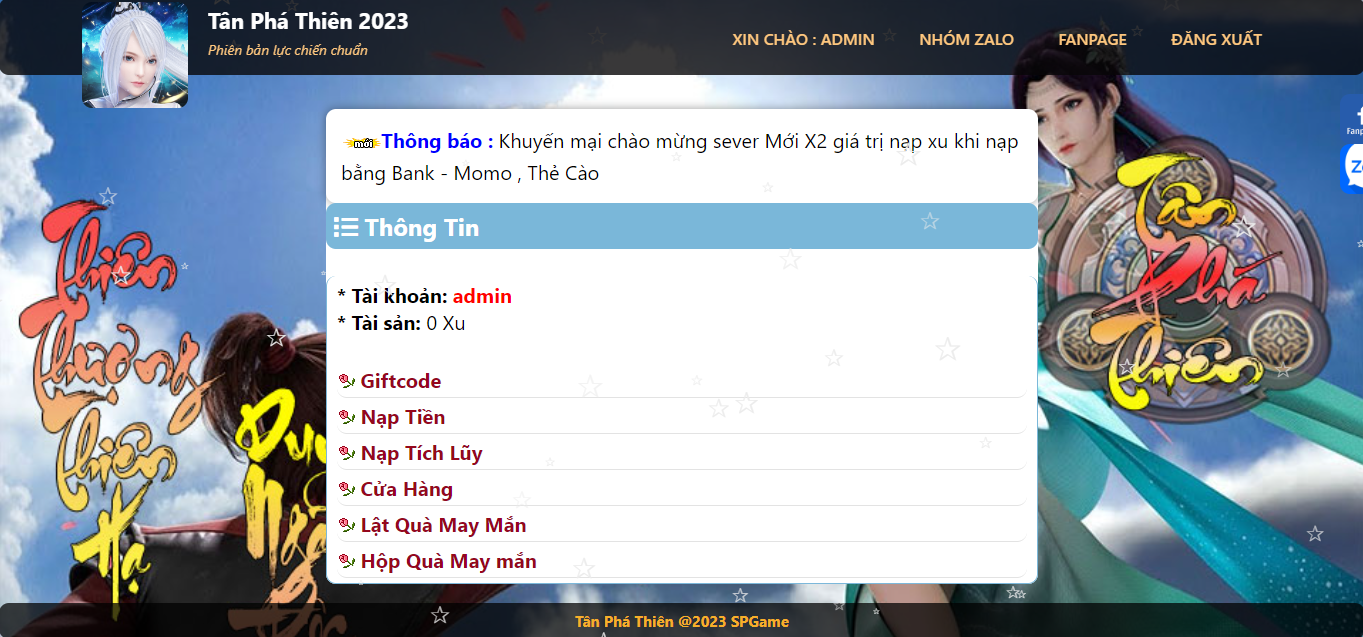 Tân Phá Thiên 2023
Phiên bản lực chiến chuẩn
XIN CHÀO : ADMIN
NHÓM ZALO
FANPAGE
ĐĂNG XUẤT
mới Thông báo : Khuyến mại chào mừng sever Mới X2 giá trị nạp xu khi nạp
bằng Bank - Momo , Thẻ Cào
Thông Tin
* Tài khoản: admin
* Tài sản: 0 Xu
Giftcode
Nạp Tiền
Nạp Tích Lũy
Cửa Hàng
Lật Quà May Mắn
Hộp Quà May mắn
Thiên
Thượng
Thiên
Hạ
Tân
Phá
Thiên
Tân Phá Thiên @2023 SPGame